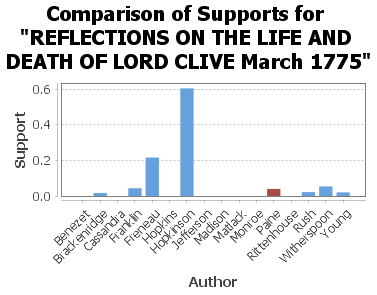 Comparison of Supports for
"REFLECTIONS ON THE LIFE AND
DEATH OF LORD CLIVE March 1775"
0.6
0.4
0.2
0.0
Support
Benezet
Brackenridge
Cassandra
Franklin
Freneau
Hopkins
Hopkinson
Jefferson
Madison
Matlack
Monroe
Paine
Rittenhouse
Rush
Witherspoon
Young
Author